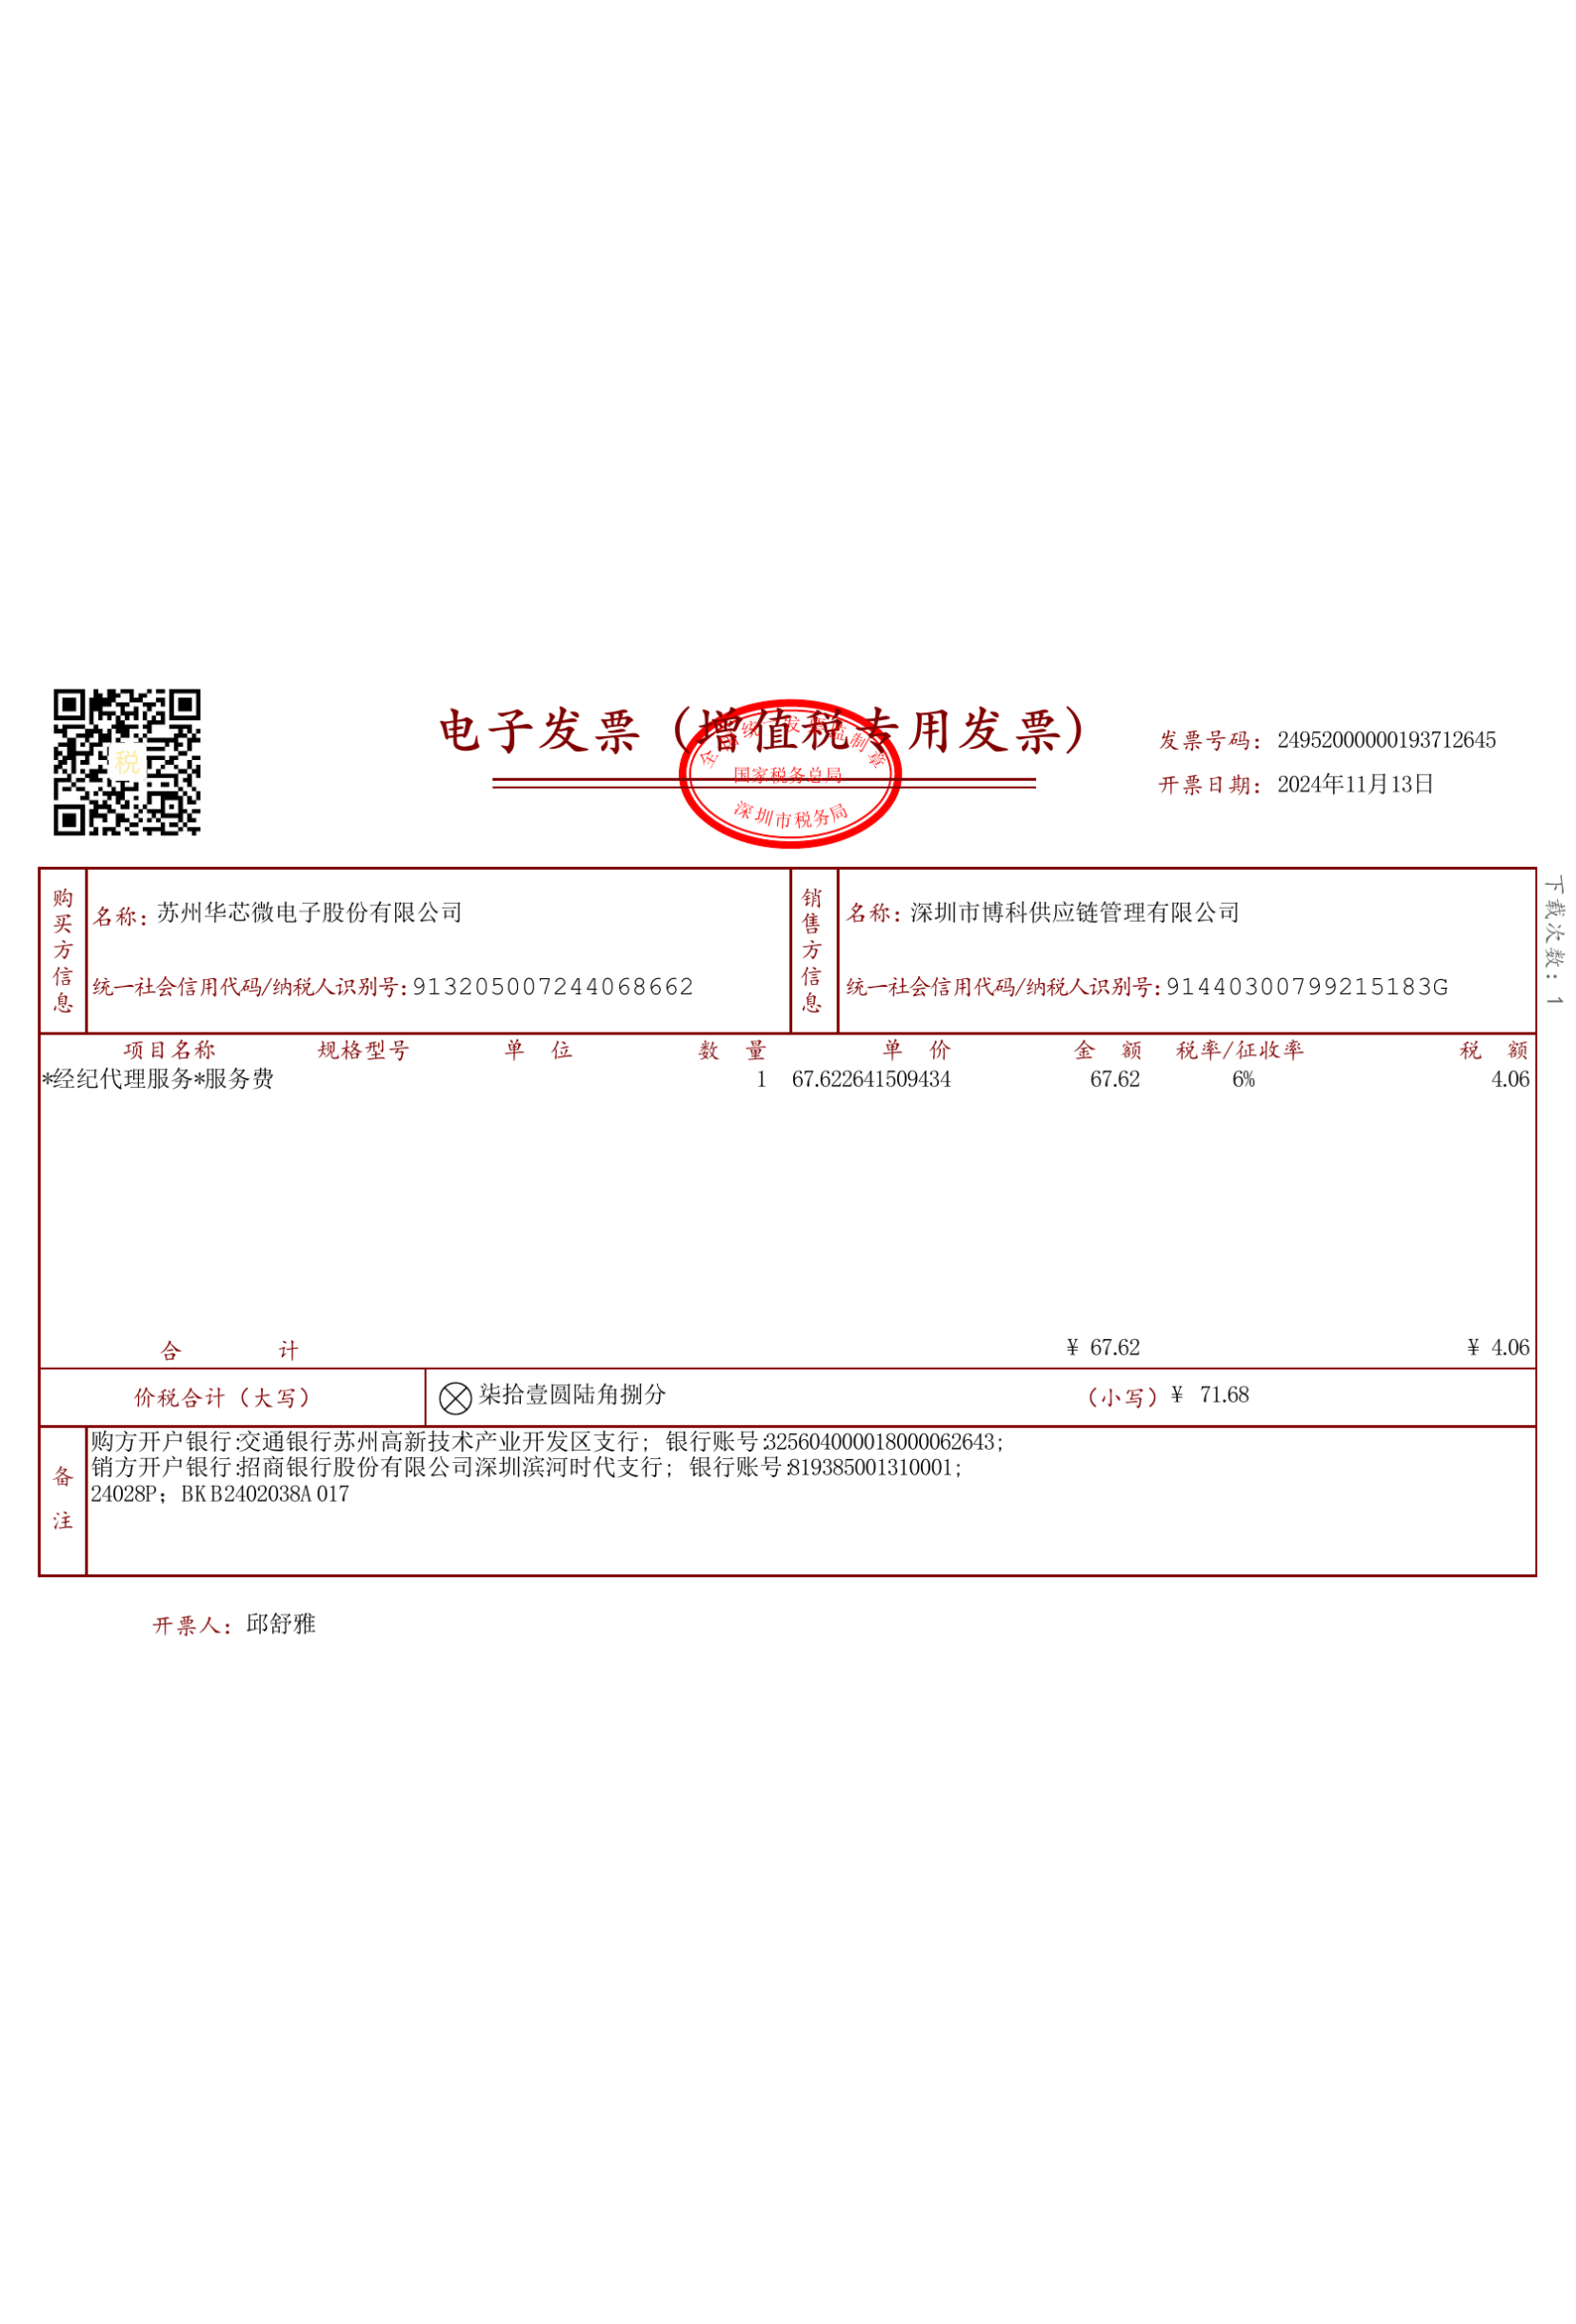 税
电子发票（增值税专用发票）
全国统一发票监制章
国家税务总局
深圳市税务局
发票号码：24952000000193712645
开票日期：2024年11月13日
下载次数：1
购买方信息
名称：苏州华芯微电子股份有限公司
统一社会信用代码/纳税人识别号：913205007244068662
销售方信息
名称：深圳市博科供应链管理有限公司
统一社会信用代码/纳税人识别号：91440300799215183G
项目名称 规格型号 单 位 数 量 单 价 金 额 税率/征收率 税 额
*经纪代理服务*服务费 1 67.622641509434 67.62 6% 4.06
合 计 ¥ 67.62 ¥ 4.06
价税合计（大写） ⊗柒拾壹圆陆角捌分 （小写）¥ 71.68
备注
购方开户银行:交通银行苏州高新技术产业开发区支行；银行账号:325604000018000062643；
销方开户银行:招商银行股份有限公司深圳滨河时代支行；银行账号:819385001310001；
24028P；BKB2402038A017
开票人：邱舒雅